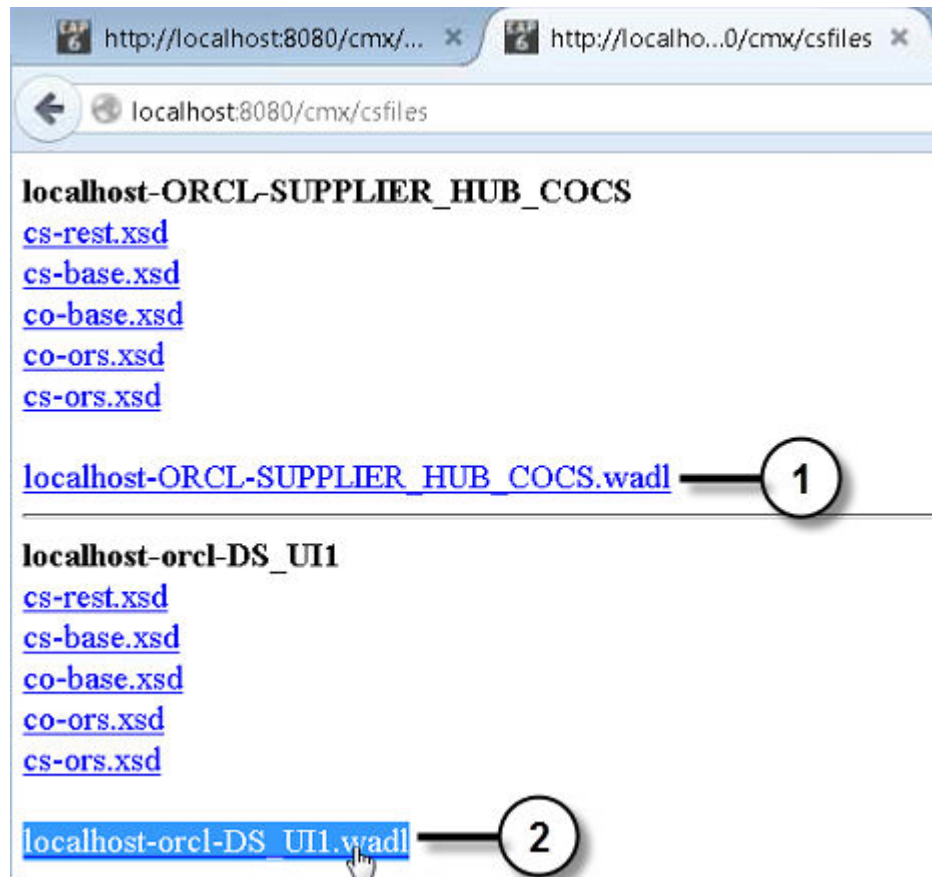 http://localhost:8080/cmx/... × http://localho...0/cmx/csfiles ×
localhost:8080/cmx/csfiles
localhost-ORCL-SUPPLIER_HUB_COCS
cs-rest.xsd
cs-base.xsd
co-base.xsd
co-ors.xsd
cs-ors.xsd
localhost-ORCL-SUPPLIER_HUB_COCS.wadl 1
localhost-orcl-DS_UI1
cs-rest.xsd
cs-base.xsd
co-base.xsd
co-ors.xsd
cs-ors.xsd
localhost-orcl-DS_UI1.wadl 2